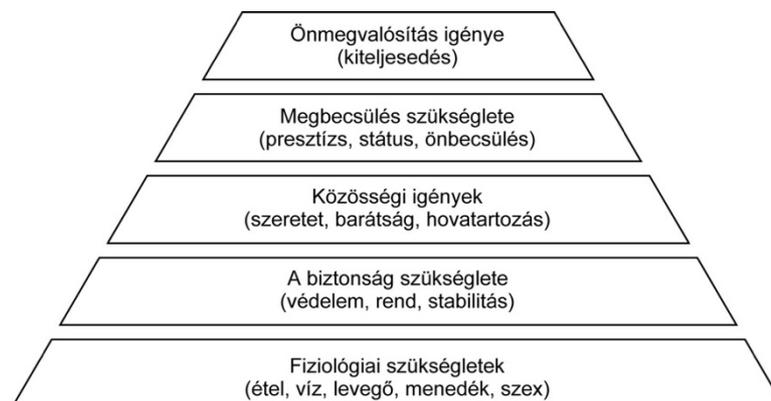 Önmegvalósítás igénye
(kiteljesedés)
Megbecsülés szükséglete
(presztízs, státus, önbecsülés)
Közösségi igények
(szeretet, barátság, hovatartozás)
A biztonság szükséglete
(védelem, rend, stabilitás)
Fiziológiai szükségletek
(étel, víz, levegő, menedék, szex)